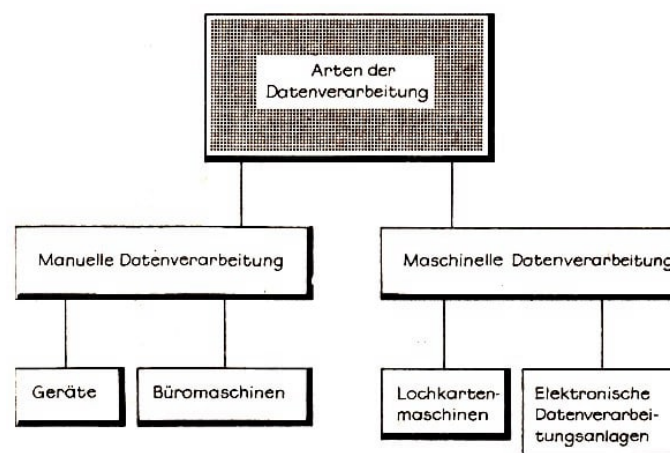 Arten der
Datenverarbeitung
Manuelle Datenverarbeitung
Maschinelle Datenverarbeitung
Geräte
Büromaschinen
Lochkarten-
maschinen
Elektronische
Datenverarbei-
tungsanlagen